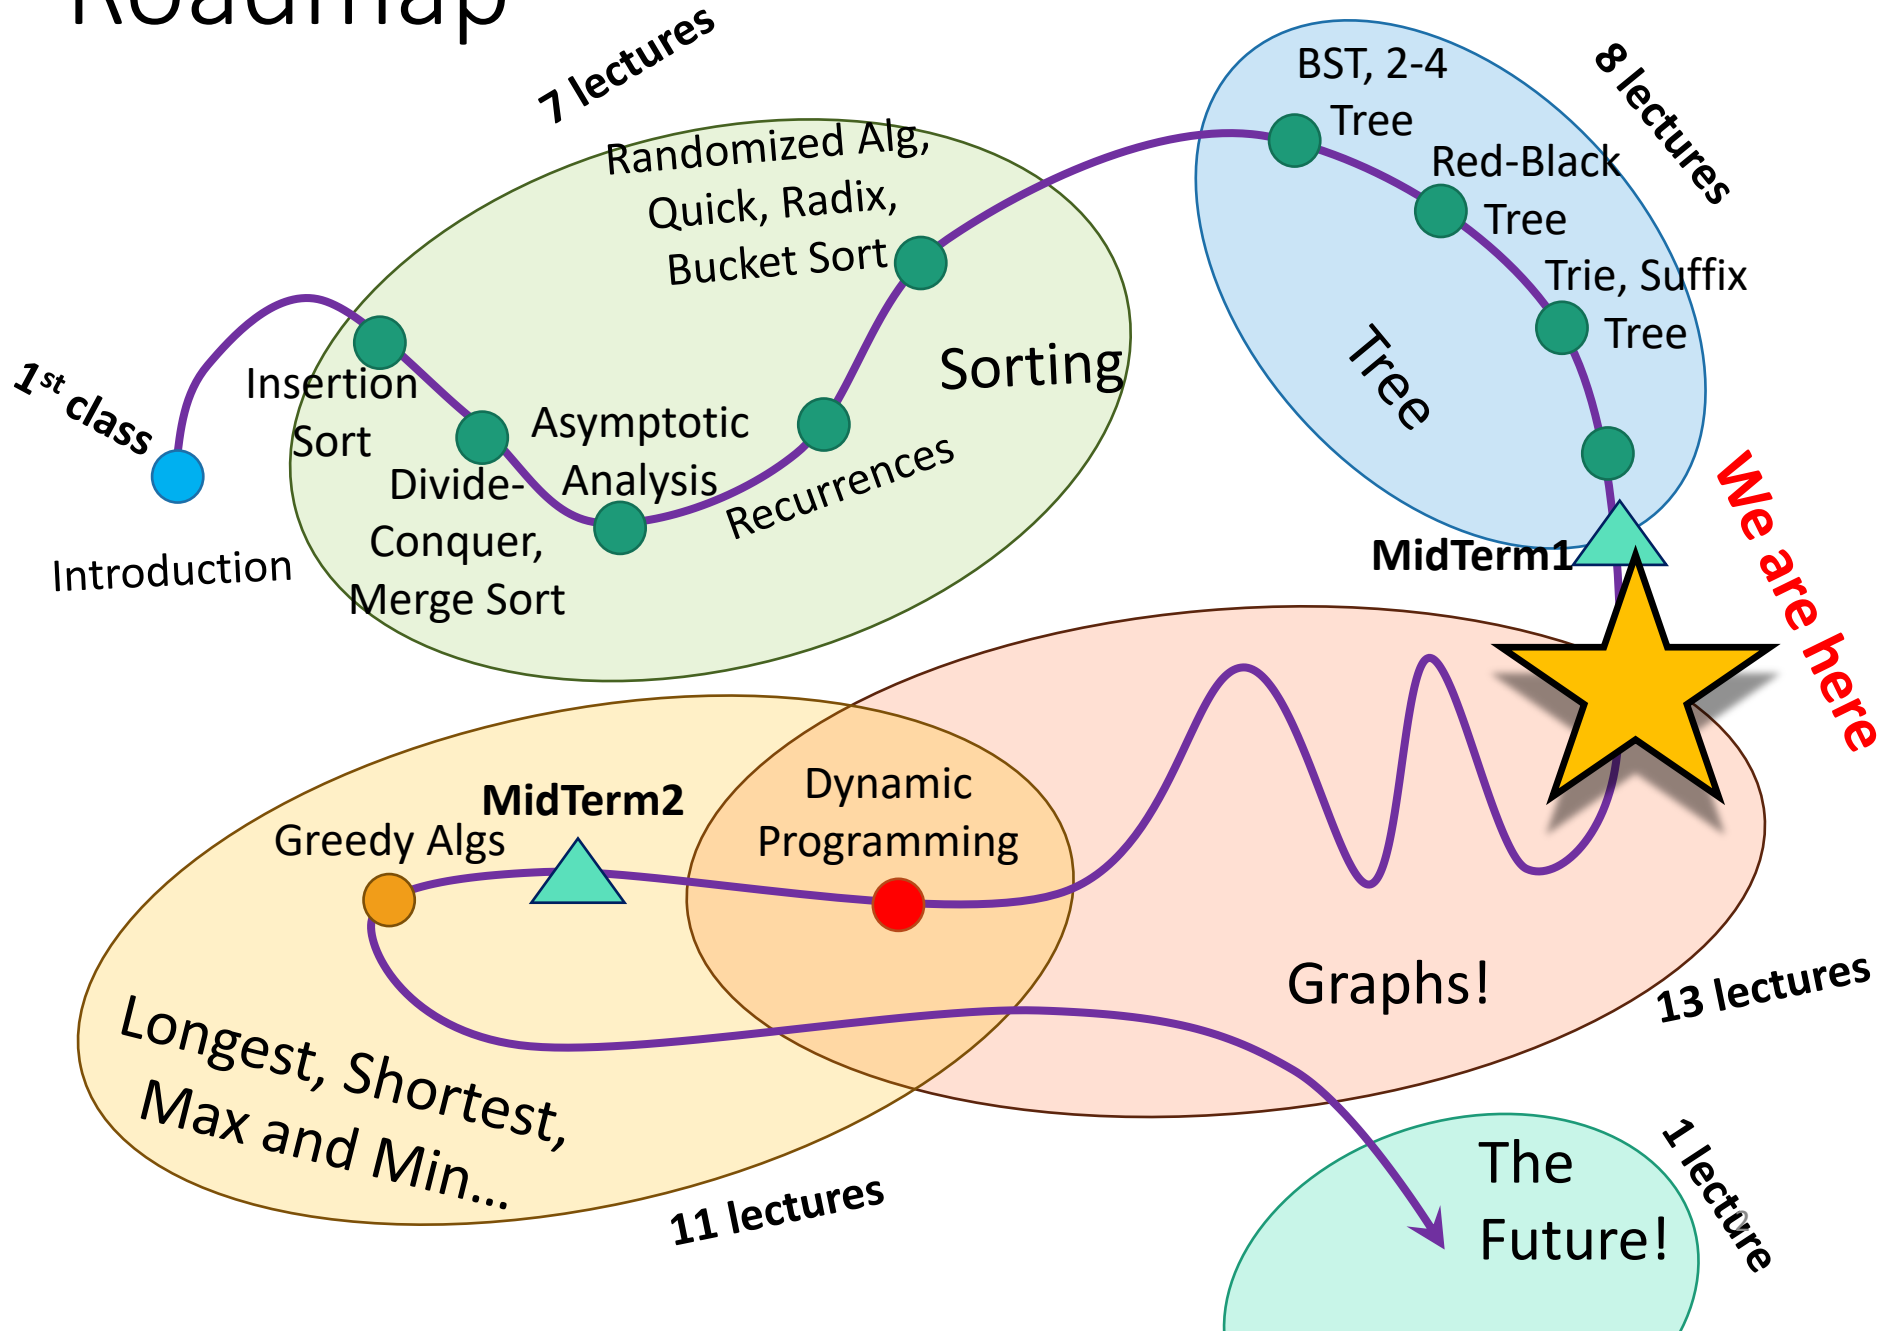 Roadmap
7 lectures
8 lectures
BST, 2-4
Tree
Red-Black
Tree
Trie, Suffix
Tree
Tree
Randomized Alg,
Quick, Radix,
Bucket Sort
Sorting
1st class
Introduction
Insertion
Sort
Divide-
Conquer,
Merge Sort
Asymptotic
Analysis
Recurrences
MidTerm1
We are here
Dynamic
Programming
MidTerm2
Greedy Algs
Graphs!
13 lectures
Longest, Shortest,
Max and Min...
11 lectures
The
Future!
1 lecture